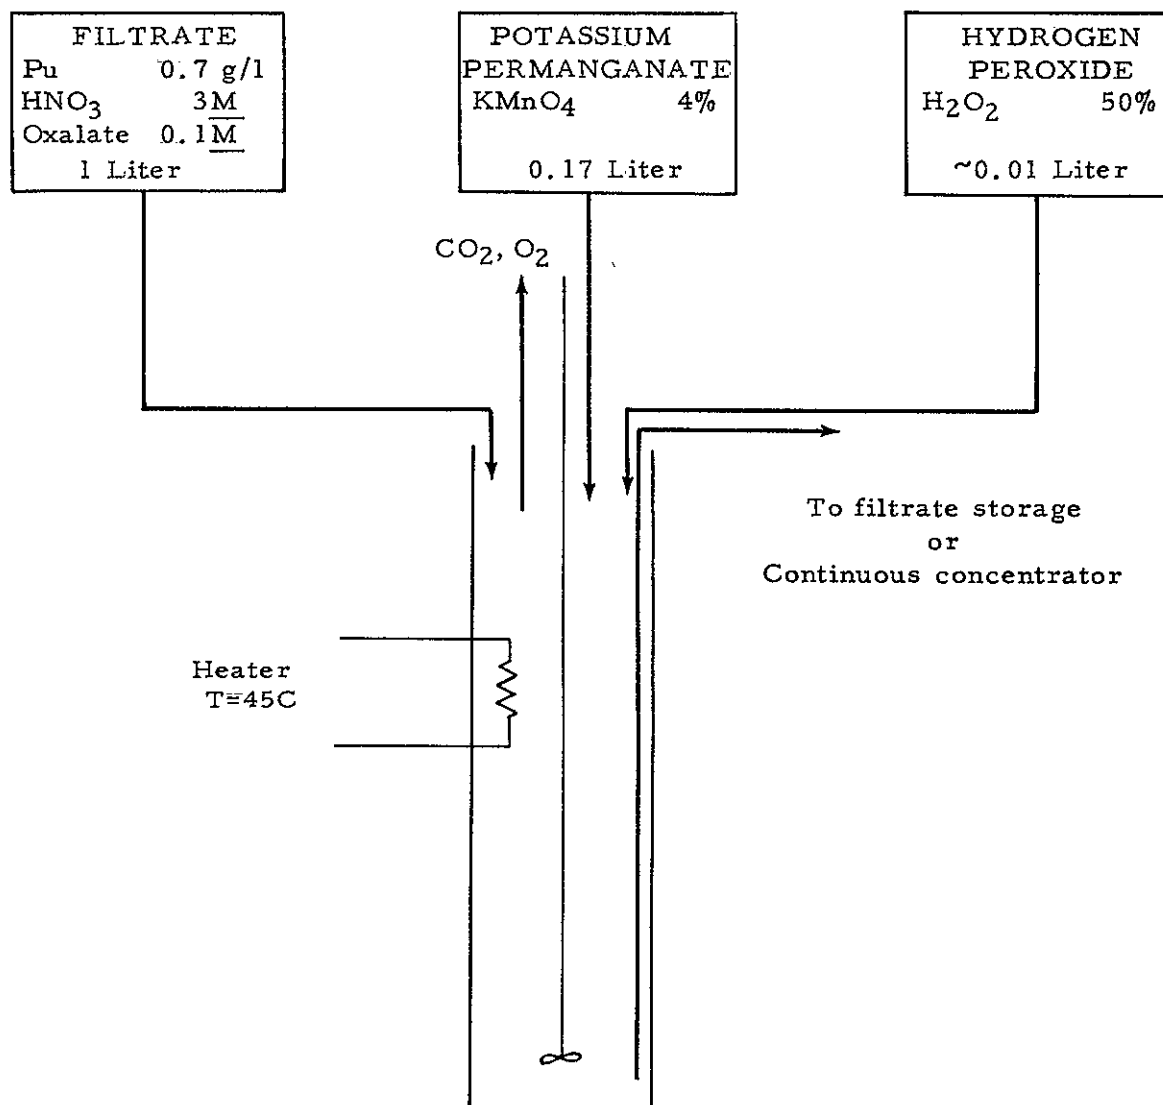 FILTRATE
Pu 0.7 g/l
HNO3 3M
Oxalate 0.1M
1 Liter
POTASSIUM
PERMANGANATE
KMnO4 4%
0.17 Liter
HYDROGEN
PEROXIDE
H2O2 50%
~0.01 Liter
CO2, O2
To filtrate storage
or
Continuous concentrator
Heater
T=45C